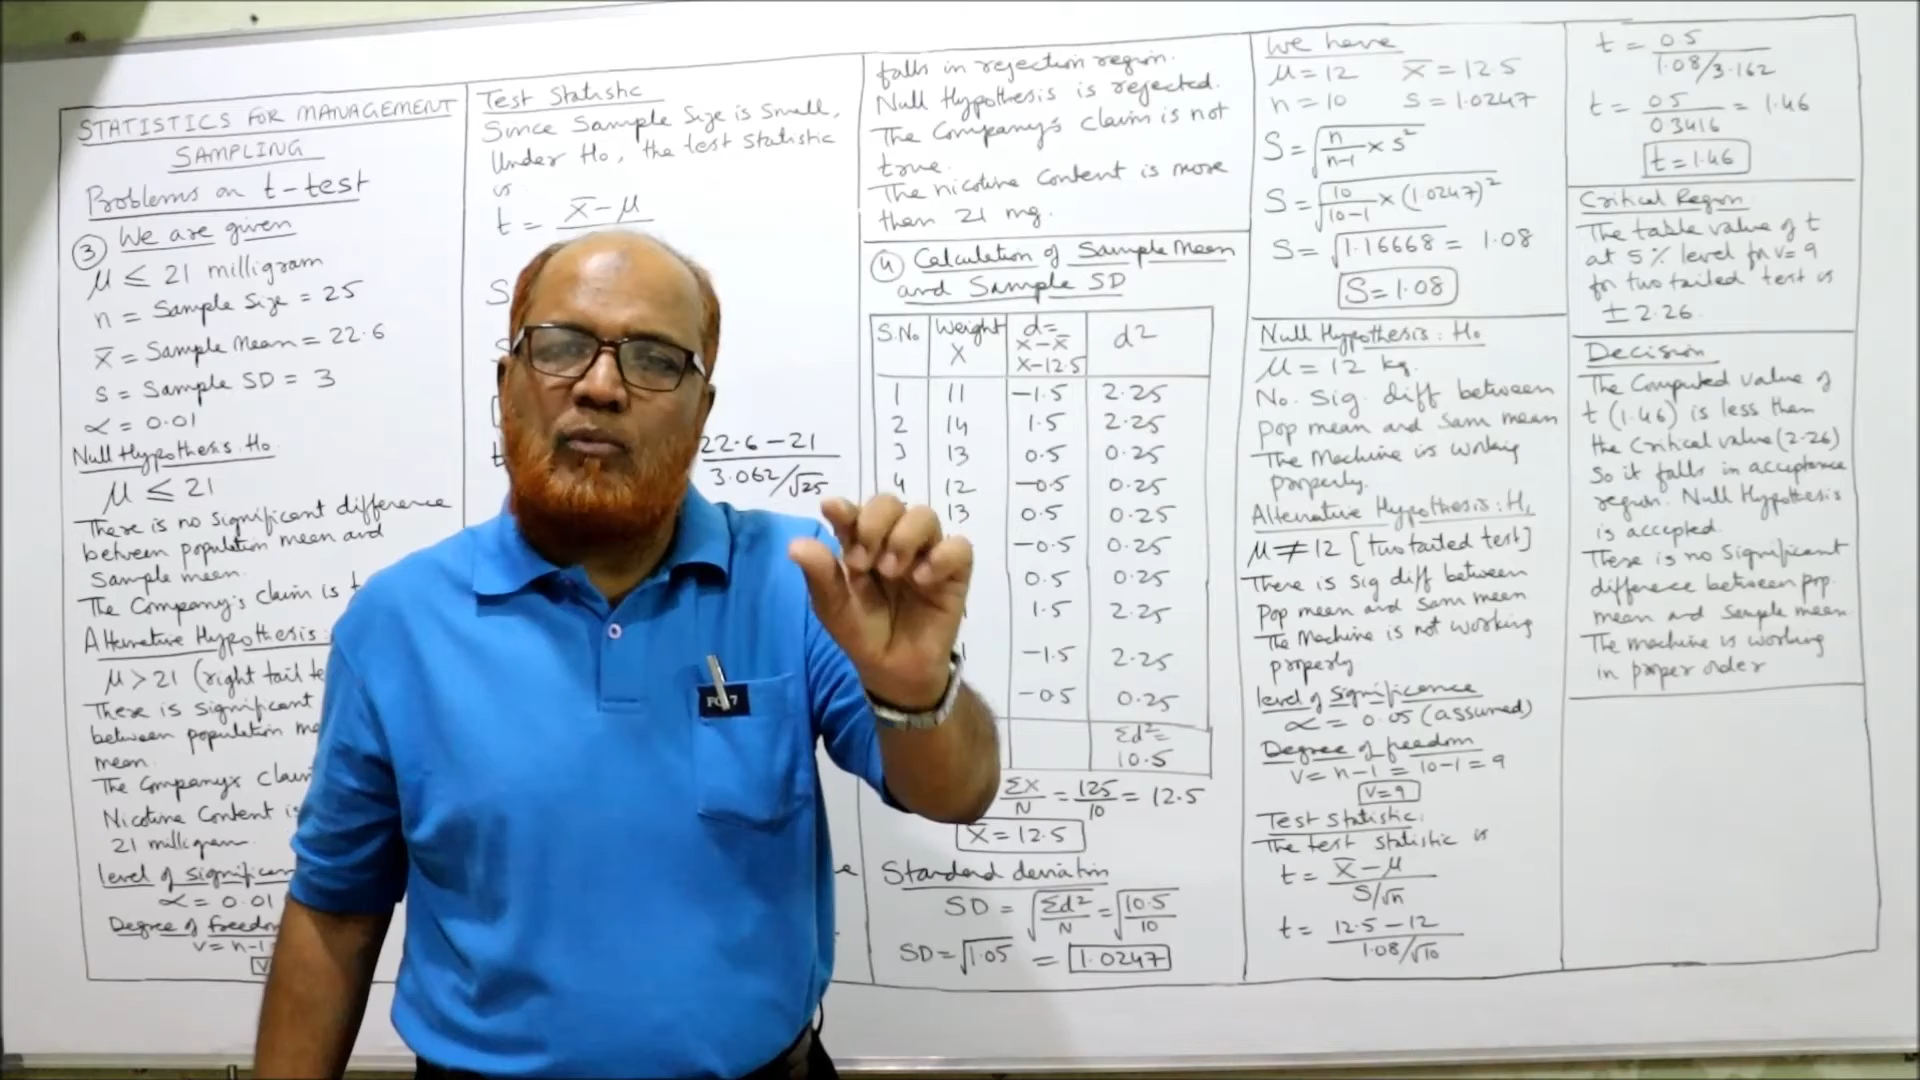 STATISTICS FOR MANAGEMENT
SAMPLING
Problems on t-test
③ We are given
μ ≤ 21 milligram
n = Sample Size = 25
x̄ = Sample Mean = 22.6
s = Sample SD = 3
α = 0.01
Null Hypothesis: H₀
μ ≤ 21
There is no significant difference
between population mean and
Sample mean.
The Company's claim is
Alternative Hypothesis:
μ > 21 (right tail
There is significant
between population
mean.
The Company's
Nicotine Content is
21 milligram.
level of
α = 0.01
Degree of freedom
v = n-1
Test Statistic
Since Sample Size is Small,
Under H₀, the test statistic
is
t = x̄ - μ
S
22.6 - 21
3.062/√25
falls in rejection region.
Null Hypothesis is rejected.
The Company's claim is not
true.
The nicotine Content is more
than 21 mg.
④ Calculation of Sample Mean
and Sample SD
S.No Weight X d= x-x̄ X-12.5 d2
1 11 -1.5 2.25
2 14 1.5 2.25
3 13 0.5 0.25
4 12 -0.5 0.25
13 0.5 0.25
-0.5 0.25
0.5 0.25
1.5 2.25
-1.5 2.25
-0.5 0.25
Σd²=
10.5
ΣX/N = 125/10 = 12.5
x̄ = 12.5
Standard deviation
SD = √Σd²/N = √10.5/10
SD = √1.05 = 1.0247
We have
μ = 12 x̄ = 12.5
n = 10 s = 1.0247
S = √n/n-1 × s²
S = √10/10-1 × (1.0247)²
S = √1.16668 = 1.08
S = 1.08
Null Hypothesis: H₀
μ = 12 kg.
No. Sig. diff between
pop mean and sam mean
The Machine is working
properly.
Alternative Hypothesis: H₁
μ ≠ 12 [two tailed test]
There is sig diff between
pop mean and sam mean
The Machine is not working
properly
level of significance
α = 0.05 (assumed)
Degree of freedom
v = n-1 = 10-1 = 9
v=9
Test statistic.
The test statistic is
t = x̄ - μ/S/√n
t = 12.5 - 12/1.08/√10
t = 0.5/1.08/3.162
t = 0.5/0.3416 = 1.46
t = 1.46
Critical Region
The table value of t
at 5% level for v= 9
for two tailed test is
± 2.26.
Decision
The Computed value of
t (1.46) is less than
the Critical value (2.26)
So it falls in acceptance
region. Null Hypothesis
is accepted.
There is no significant
difference between pop.
mean and sample mean.
The machine is working
in proper order